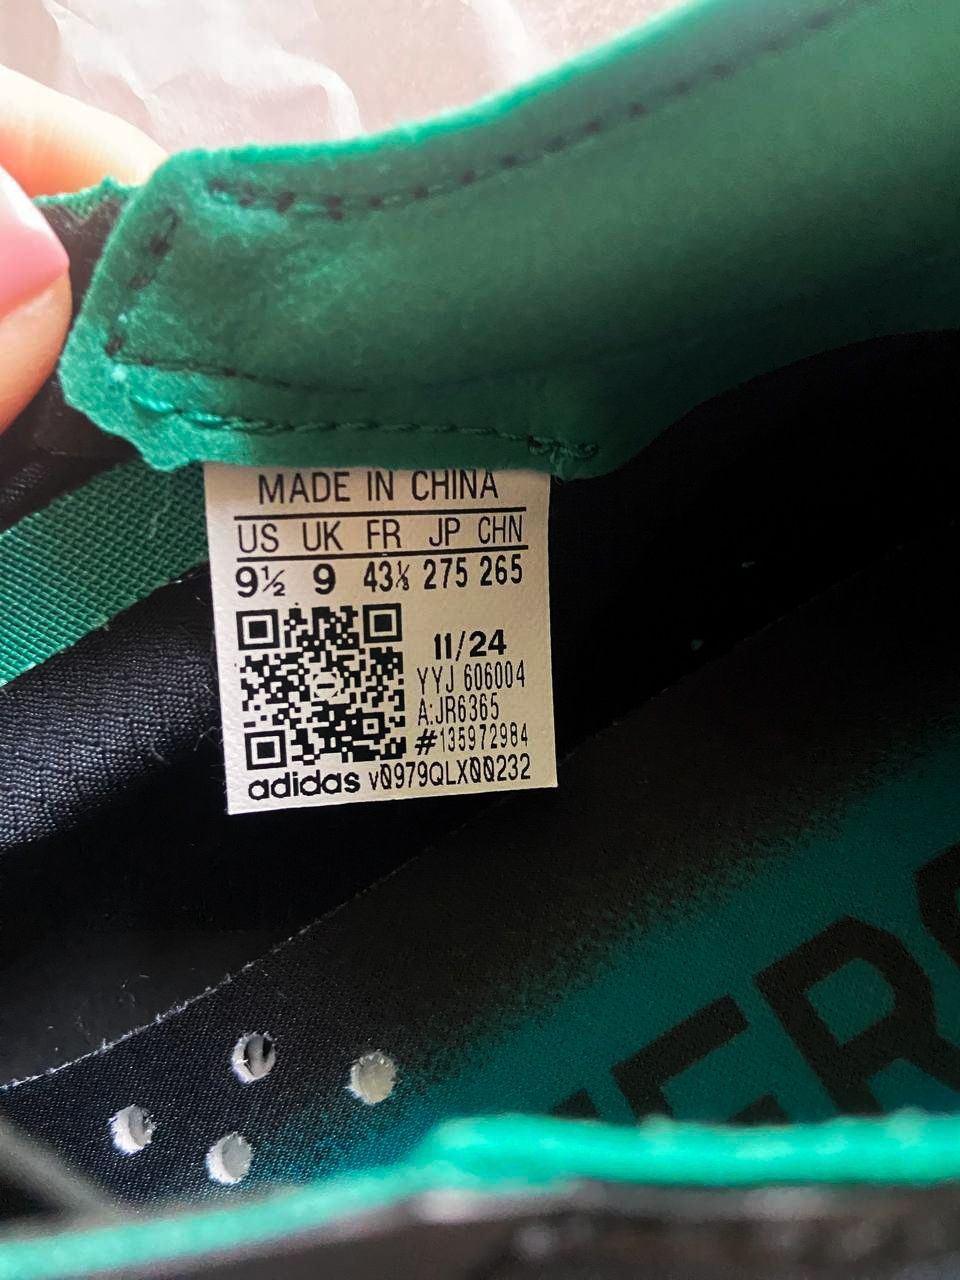 MADE IN CHINA
US UK FR JP CHN
9½ 9 43⅓ 275 265
11/24
YYJ 606004
A:JR6365
#135972984
adidas v0979QLX00232